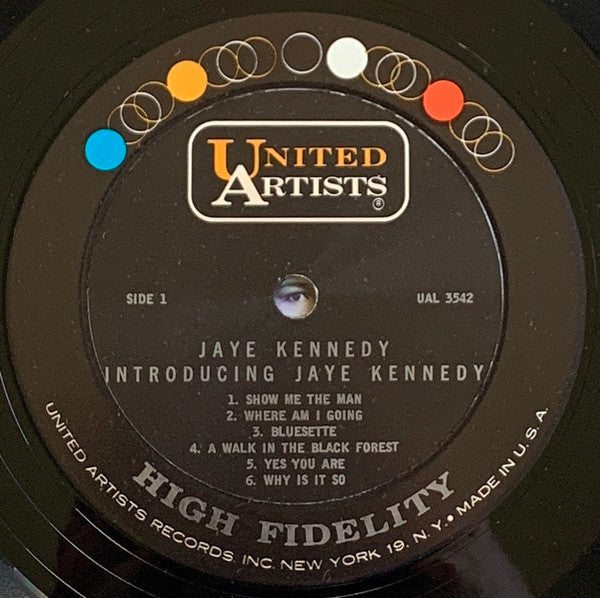 UNITED
ARTISTS®
SIDE 1
UAL 3542
JAYE KENNEDY
INTRODUCING JAYE KENNEDY
1. SHOW ME THE MAN
2. WHERE AM I GOING
3. BLUESETTE
4. A WALK IN THE BLACK FOREST
5. YES YOU ARE
6. WHY IS IT SO
HIGH FIDELITY
UNITED ARTISTS RECORDS, INC. NEW YORK 19, N.Y. • MADE IN U.S.A.